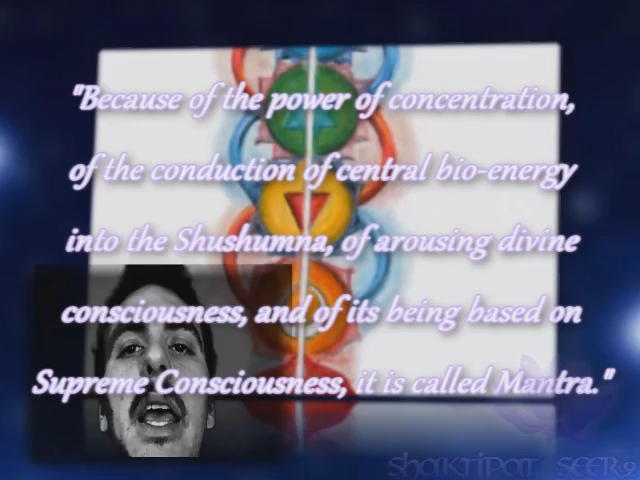 "Because of the power of concentration,
of the conduction of central bio-energy
into the Shushumna, of arousing divine
consciousness, and of its being based on
Supreme Consciousness, it is called Mantra."
Shaktipat Seer9